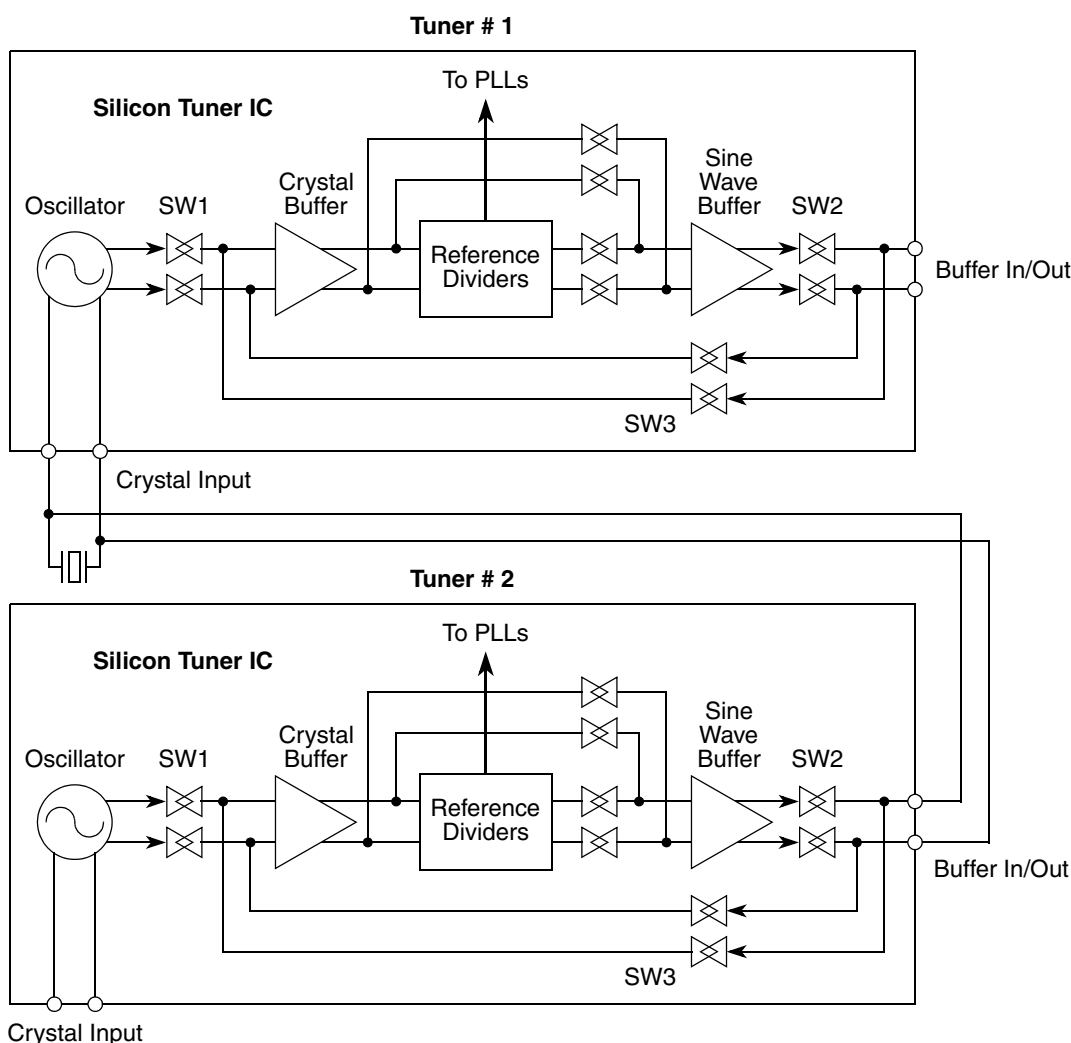 Tuner # 1
To PLLs
Silicon Tuner IC
Oscillator
SW1
Crystal
Buffer
Sine
Wave
Buffer
SW2
Reference
Dividers
Buffer In/Out
SW3
Crystal Input
Tuner # 2
To PLLs
Silicon Tuner IC
Oscillator
SW1
Crystal
Buffer
Sine
Wave
Buffer
SW2
Reference
Dividers
Buffer In/Out
SW3
Crystal Input